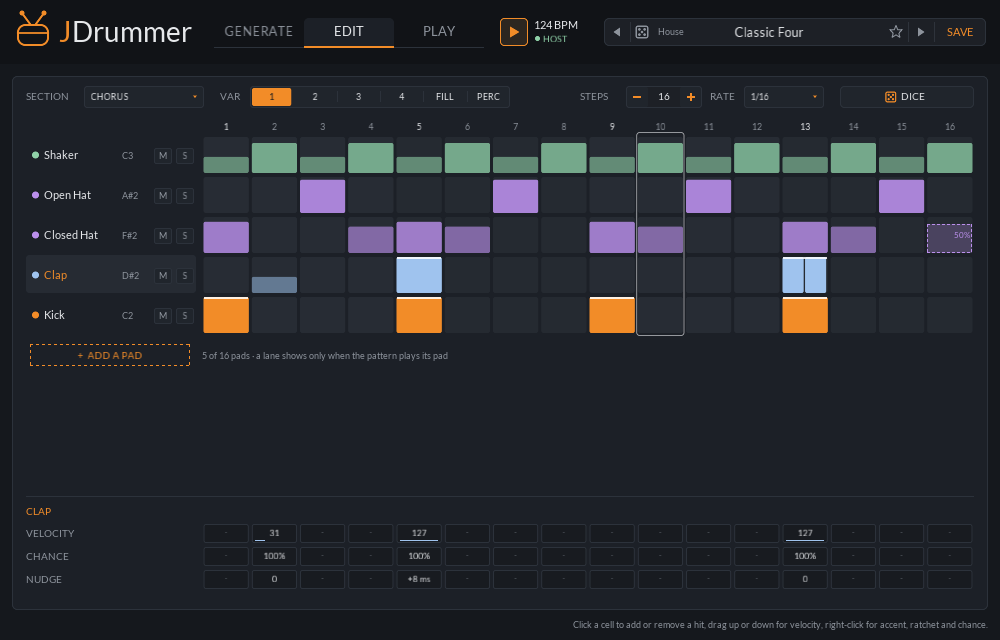 JDrummer
GENERATE EDIT PLAY
124 BPM
HOST
House Classic Four SAVE
SECTION CHORUS VAR 1 2 3 4 FILL PERC STEPS − 16 + RATE 1/16 DICE
1 2 3 4 5 6 7 8 9 10 11 12 13 14 15 16
Shaker C3 M S
Open Hat A#2 M S
Closed Hat F#2 M S 50%
Clap D#2 M S
Kick C2 M S
+ ADD A PAD 5 of 16 pads · a lane shows only when the pattern plays its pad
CLAP
VELOCITY - 31 - - 127 - - - - - - - 127 - - -
CHANCE - 100% - - 100% - - - - - - - 100% - - -
NUDGE - 0 - - +8 ms - - - - - - - 0 - - -
Click a cell to add or remove a hit, drag up or down for velocity, right-click for accent, ratchet and chance.